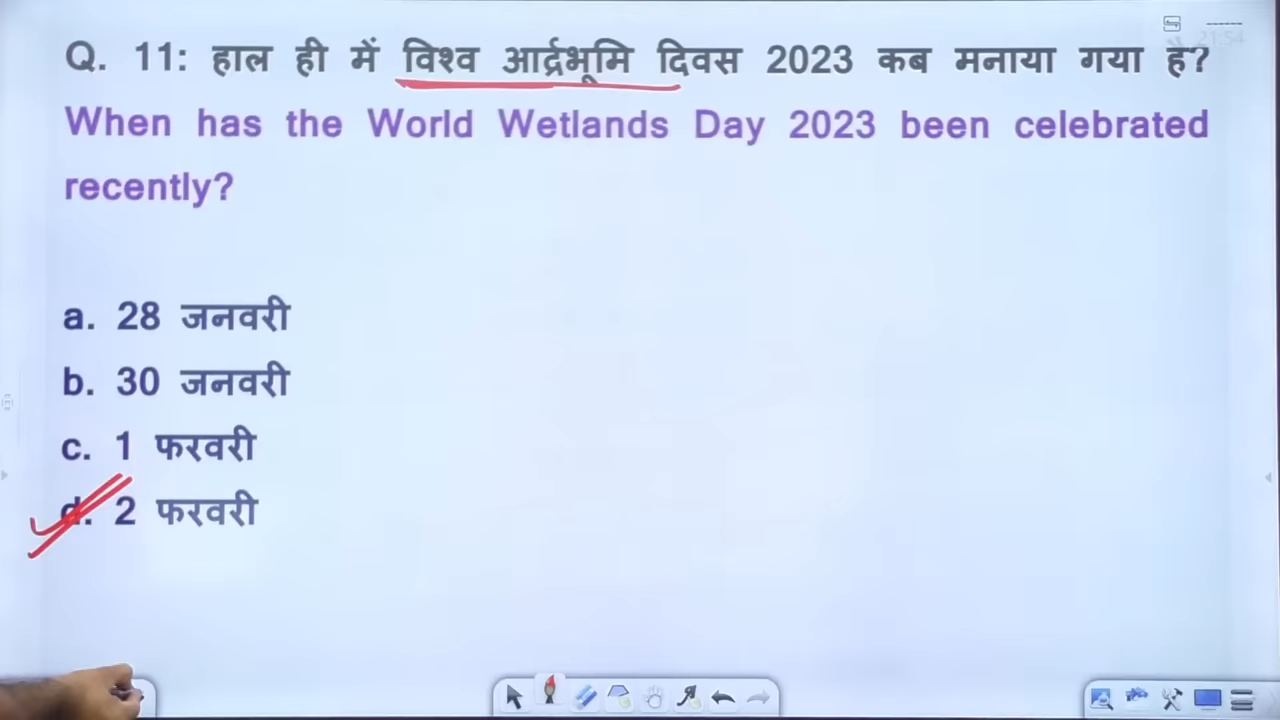 Q. 11: हाल ही में विश्व आर्द्रभूमि दिवस 2023 कब मनाया गया है?
When has the World Wetlands Day 2023 been celebrated
recently?
a. 28 जनवरी
b. 30 जनवरी
c. 1 फरवरी
d. 2 फरवरी